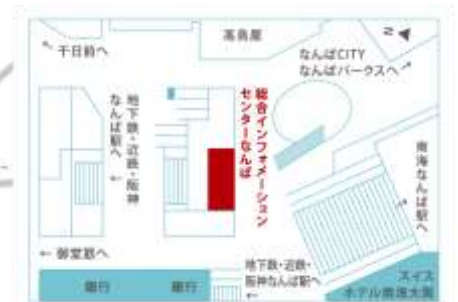 髙島屋
N
←千日前へ
なんばCITY
なんばパークスへ→
地下鉄・近鉄・阪神
なんば駅へ→
総合インフォメーション
センターなんば
南海なんば駅へ
←御堂筋へ
地下鉄・近鉄・
阪神なんば駅へ
←
銀行
銀行
スイス
ホテル南海大阪